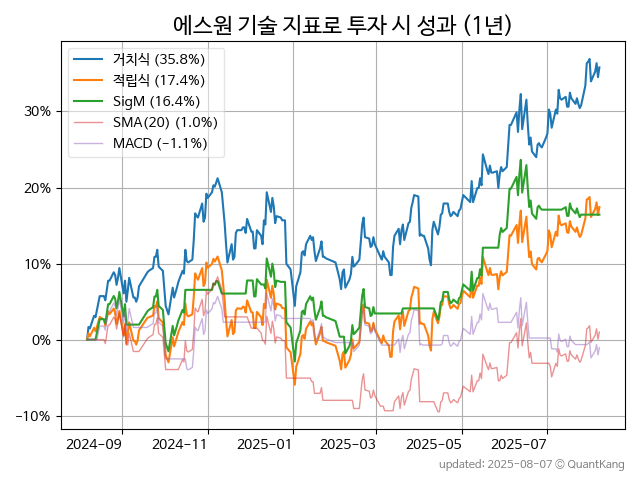 에스원 기술 지표로 투자 시 성과 (1년)
거치식 (35.8%)
적립식 (17.4%)
SigM (16.4%)
SMA(20) (1.0%)
MACD (−1.1%)
30%
20%
10%
0%
−10%
2024-09 2024-11 2025-01 2025-03 2025-05 2025-07
updated: 2025-08-07 © QuantKang